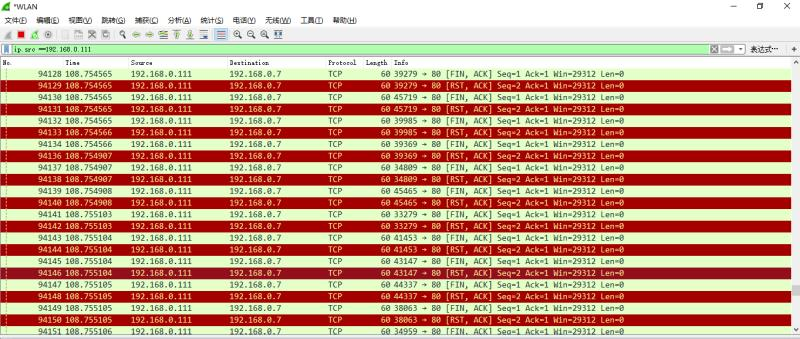 *WLAN
文件(F) 编辑(E) 视图(V) 跳转(G) 捕获(C) 分析(A) 统计(S) 电话(Y) 无线(W) 工具(T) 帮助(H)
ip.src ==192.168.0.111 表达式… +
No. Time Source Destination Protocol Length Info
94128 108.754565 192.168.0.111 192.168.0.7 TCP 60 39279 → 80 [FIN, ACK] Seq=1 Ack=1 Win=29312 Len=0
94129 108.754565 192.168.0.111 192.168.0.7 TCP 60 39279 → 80 [RST, ACK] Seq=2 Ack=1 Win=29312 Len=0
94130 108.754565 192.168.0.111 192.168.0.7 TCP 60 45719 → 80 [FIN, ACK] Seq=1 Ack=1 Win=29312 Len=0
94131 108.754565 192.168.0.111 192.168.0.7 TCP 60 45719 → 80 [RST, ACK] Seq=2 Ack=1 Win=29312 Len=0
94132 108.754565 192.168.0.111 192.168.0.7 TCP 60 39985 → 80 [FIN, ACK] Seq=1 Ack=1 Win=29312 Len=0
94133 108.754566 192.168.0.111 192.168.0.7 TCP 60 39985 → 80 [RST, ACK] Seq=2 Ack=1 Win=29312 Len=0
94134 108.754566 192.168.0.111 192.168.0.7 TCP 60 39369 → 80 [FIN, ACK] Seq=1 Ack=1 Win=29312 Len=0
94136 108.754907 192.168.0.111 192.168.0.7 TCP 60 39369 → 80 [RST, ACK] Seq=2 Ack=1 Win=29312 Len=0
94137 108.754907 192.168.0.111 192.168.0.7 TCP 60 34809 → 80 [FIN, ACK] Seq=1 Ack=1 Win=29312 Len=0
94138 108.754907 192.168.0.111 192.168.0.7 TCP 60 34809 → 80 [RST, ACK] Seq=2 Ack=1 Win=29312 Len=0
94139 108.754908 192.168.0.111 192.168.0.7 TCP 60 45465 → 80 [FIN, ACK] Seq=1 Ack=1 Win=29312 Len=0
94140 108.754908 192.168.0.111 192.168.0.7 TCP 60 45465 → 80 [RST, ACK] Seq=2 Ack=1 Win=29312 Len=0
94141 108.755103 192.168.0.111 192.168.0.7 TCP 60 33279 → 80 [FIN, ACK] Seq=1 Ack=1 Win=29312 Len=0
94142 108.755103 192.168.0.111 192.168.0.7 TCP 60 33279 → 80 [RST, ACK] Seq=2 Ack=1 Win=29312 Len=0
94143 108.755104 192.168.0.111 192.168.0.7 TCP 60 41453 → 80 [FIN, ACK] Seq=1 Ack=1 Win=29312 Len=0
94144 108.755104 192.168.0.111 192.168.0.7 TCP 60 41453 → 80 [RST, ACK] Seq=2 Ack=1 Win=29312 Len=0
94145 108.755104 192.168.0.111 192.168.0.7 TCP 60 43147 → 80 [FIN, ACK] Seq=1 Ack=1 Win=29312 Len=0
94146 108.755104 192.168.0.111 192.168.0.7 TCP 60 43147 → 80 [RST, ACK] Seq=2 Ack=1 Win=29312 Len=0
94147 108.755105 192.168.0.111 192.168.0.7 TCP 60 44337 → 80 [FIN, ACK] Seq=1 Ack=1 Win=29312 Len=0
94148 108.755105 192.168.0.111 192.168.0.7 TCP 60 44337 → 80 [RST, ACK] Seq=2 Ack=1 Win=29312 Len=0
94149 108.755105 192.168.0.111 192.168.0.7 TCP 60 38063 → 80 [FIN, ACK] Seq=1 Ack=1 Win=29312 Len=0
94150 108.755105 192.168.0.111 192.168.0.7 TCP 60 38063 → 80 [RST, ACK] Seq=2 Ack=1 Win=29312 Len=0
94151 108.755106 192.168.0.111 192.168.0.7 TCP 60 34959 → 80 [FIN, ACK] Seq=1 Ack=1 Win=29312 Len=0